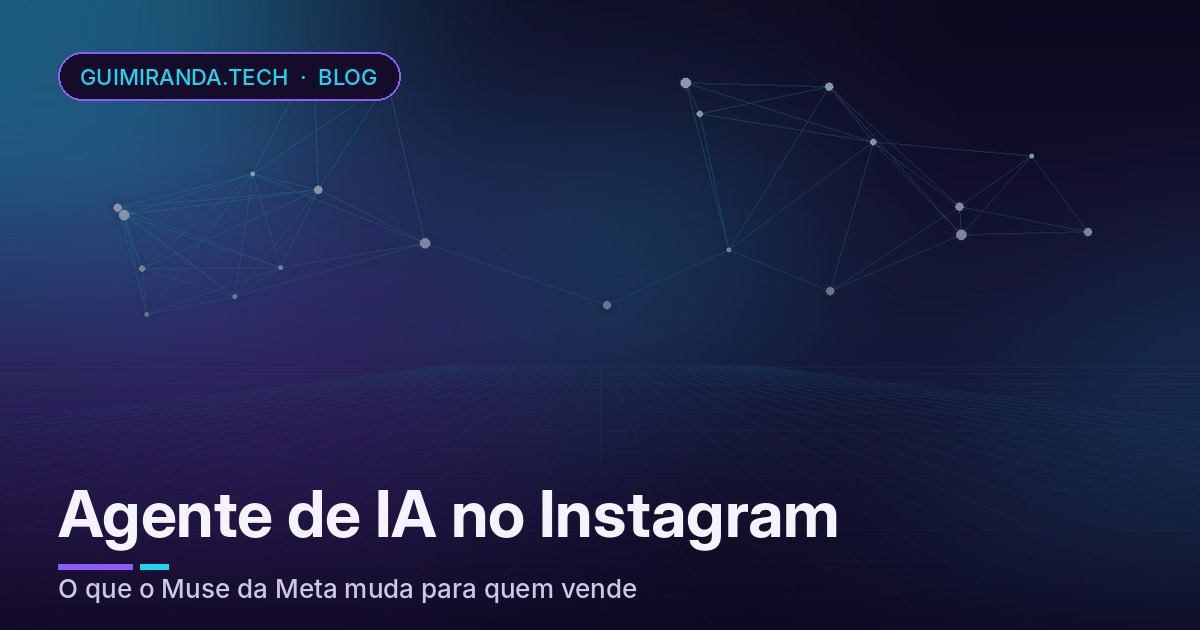 GUIMIRANDA.TECH · BLOG
Agente de IA no Instagram
O que o Muse da Meta muda para quem vende